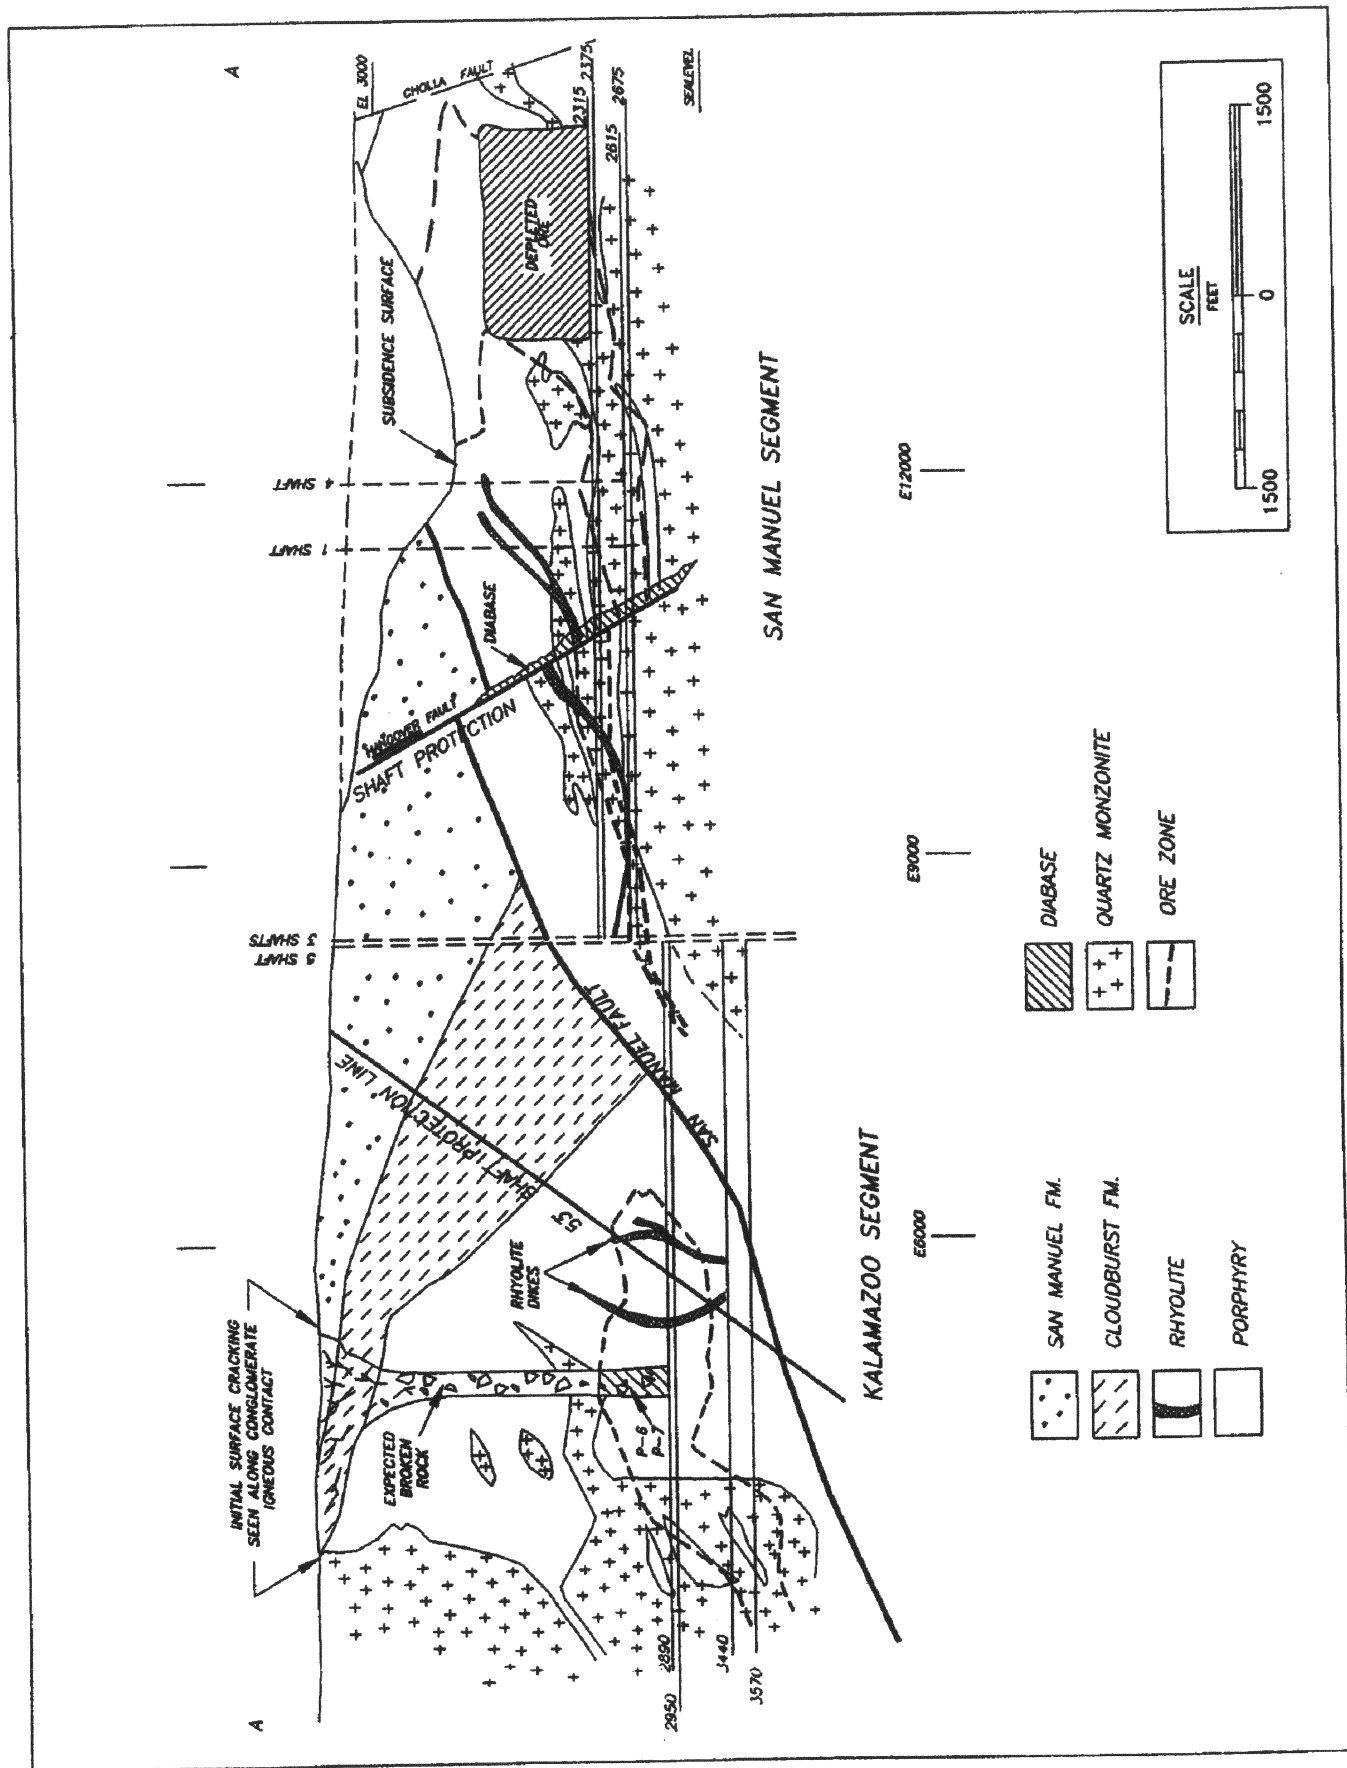 A
A
EL 3000
CHOLLA FAULT
2315
2375
2615
2675
SEALEVEL
SUBSIDENCE SURFACE
DEPLETED
ORE
4 SHAFT
1 SHAFT
DIABASE
HANGOVER FAULT
SHAFT PROTECTION
SAN MANUEL SEGMENT
3 SHAFTS
5 SHAFT
SHAFT PROTECTION LINE
53°
SAN MANUEL FAULT
RHYOLITE
DIKES
INITIAL SURFACE CRACKING
SEEN ALONG CONGLOMERATE
IGNEOUS CONTACT
EXPECTED
BROKEN
ROCK
P-6
P-7
2890
2950
3440
3570
KALAMAZOO SEGMENT
E6000
E9000
E12000
SAN MANUEL FM.
CLOUDBURST FM.
RHYOLITE
PORPHYRY
DIABASE
QUARTZ MONZONITE
ORE ZONE
SCALE
FEET
1500
0
1500